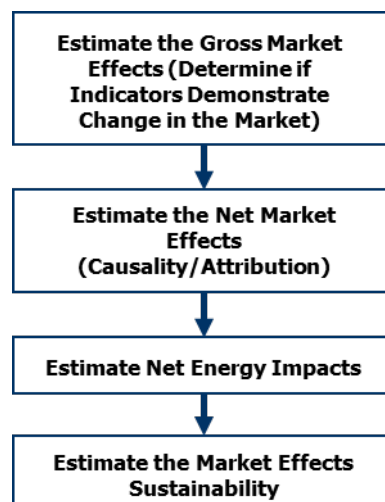 Estimate the Gross Market
Effects (Determine if
Indicators Demonstrate
Change in the Market)
Estimate the Net Market
Effects
(Causality/Attribution)
Estimate Net Energy Impacts
Estimate the Market Effects
Sustainability